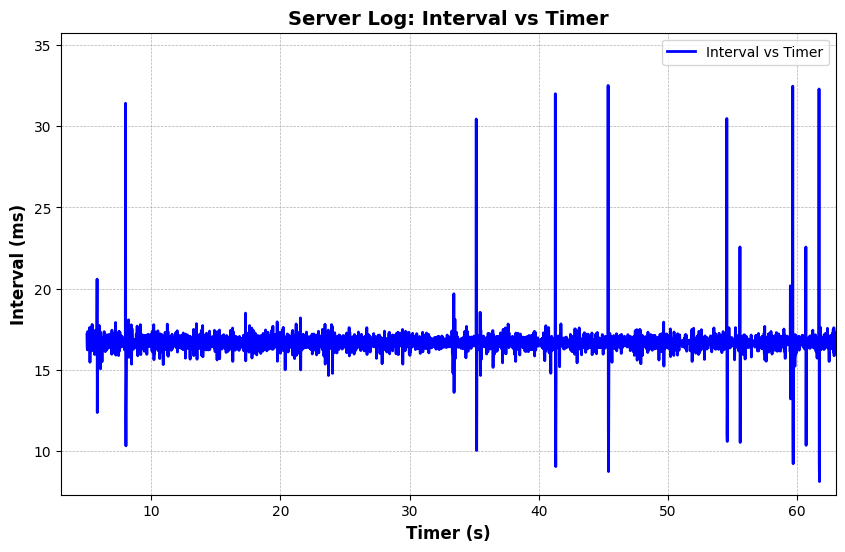 Server Log: Interval vs Timer
Interval vs Timer
Interval (ms)
35
30
25
20
15
10
10 20 30 40 50 60
Timer (s)